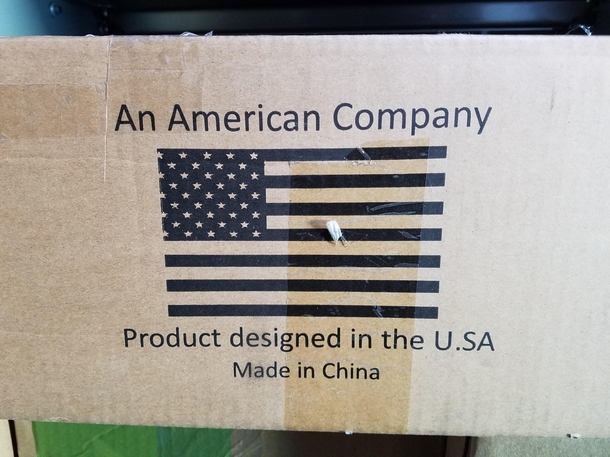 An American Company
Product designed in the U.SA
Made in China